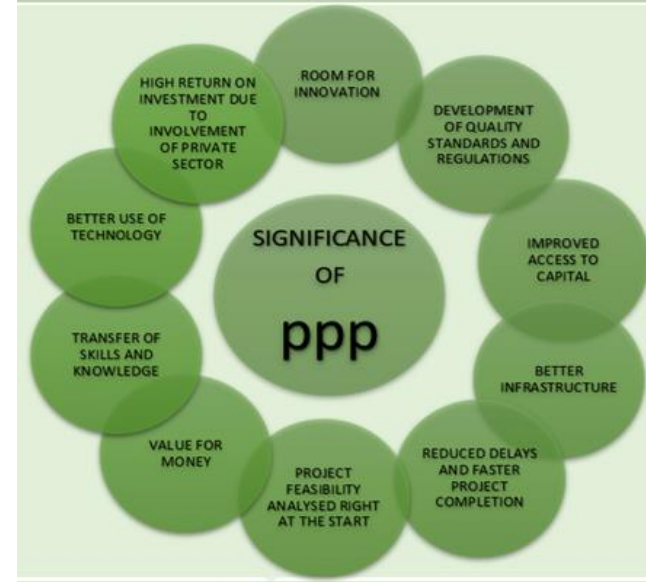 ROOM FOR
INNOVATION
DEVELOPMENT
OF QUALITY
STANDARDS AND
REGULATIONS
IMPROVED
ACCESS TO
CAPITAL
BETTER
INFRASTRUCTURE
REDUCED DELAYS
AND FASTER
PROJECT
COMPLETION
PROJECT
FEASIBILITY
ANALYSED RIGHT
AT THE START
VALUE FOR
MONEY
TRANSFER OF
SKILLS AND
KNOWLEDGE
BETTER USE OF
TECHNOLOGY
HIGH RETURN ON
INVESTMENT DUE
TO
INVOLVEMENT
OF PRIVATE
SECTOR
SIGNIFICANCE
OF
ppp